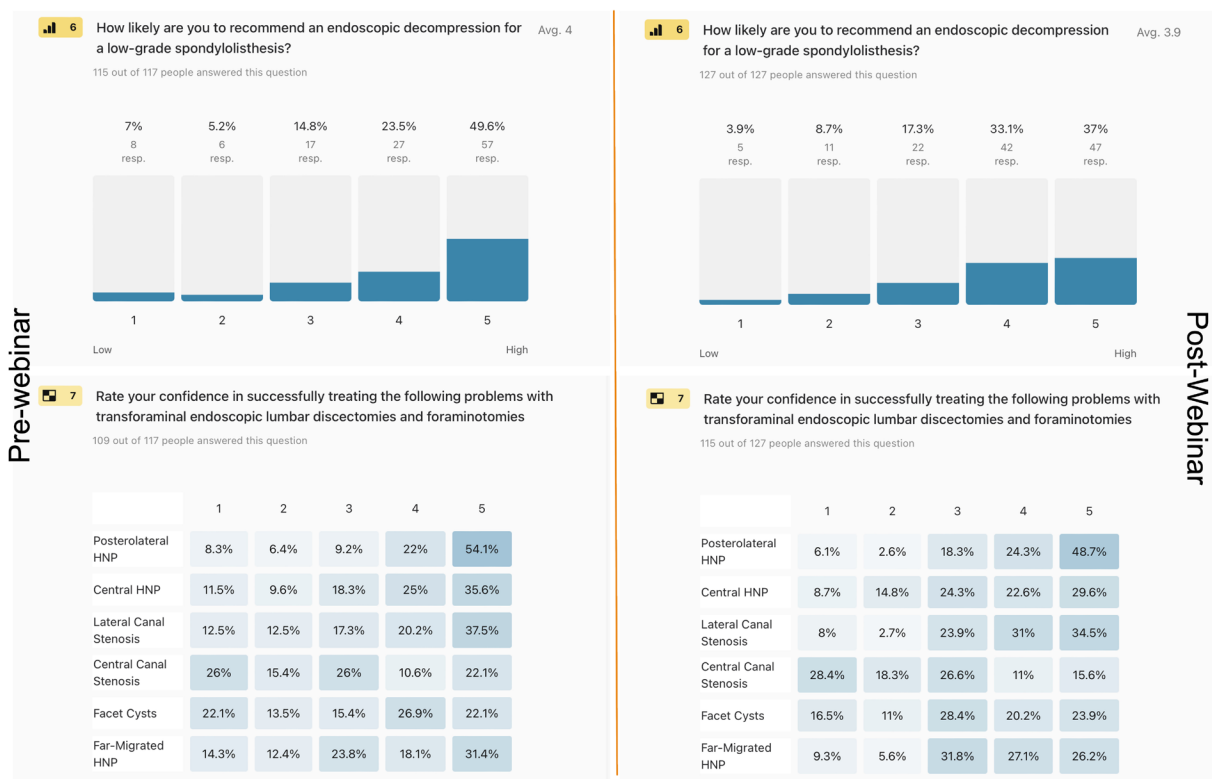 Pre-webinar
6
How likely are you to recommend an endoscopic decompression for
a low-grade spondylolisthesis?
Avg. 4
115 out of 117 people answered this question
7% 5.2% 14.8% 23.5% 49.6%
8 6 17 27 57
resp. resp. resp. resp. resp.
1 2 3 4 5
Low High
7
Rate your confidence in successfully treating the following problems with
transforaminal endoscopic lumbar discectomies and foraminotomies
109 out of 117 people answered this question
1 2 3 4 5
Posterolateral
HNP
8.3% 6.4% 9.2% 22% 54.1%
Central HNP 11.5% 9.6% 18.3% 25% 35.6%
Lateral Canal
Stenosis
12.5% 12.5% 17.3% 20.2% 37.5%
Central Canal
Stenosis
26% 15.4% 26% 10.6% 22.1%
Facet Cysts 22.1% 13.5% 15.4% 26.9% 22.1%
Far-Migrated
HNP
14.3% 12.4% 23.8% 18.1% 31.4%
Post-Webinar
6
How likely are you to recommend an endoscopic decompression
for a low-grade spondylolisthesis?
Avg. 3.9
127 out of 127 people answered this question
3.9% 8.7% 17.3% 33.1% 37%
5 11 22 42 47
resp. resp. resp. resp. resp.
1 2 3 4 5
Low High
7
Rate your confidence in successfully treating the following problems with
transforaminal endoscopic lumbar discectomies and foraminotomies
115 out of 127 people answered this question
1 2 3 4 5
Posterolateral
HNP
6.1% 2.6% 18.3% 24.3% 48.7%
Central HNP 8.7% 14.8% 24.3% 22.6% 29.6%
Lateral Canal
Stenosis
8% 2.7% 23.9% 31% 34.5%
Central Canal
Stenosis
28.4% 18.3% 26.6% 11% 15.6%
Facet Cysts 16.5% 11% 28.4% 20.2% 23.9%
Far-Migrated
HNP
9.3% 5.6% 31.8% 27.1% 26.2%